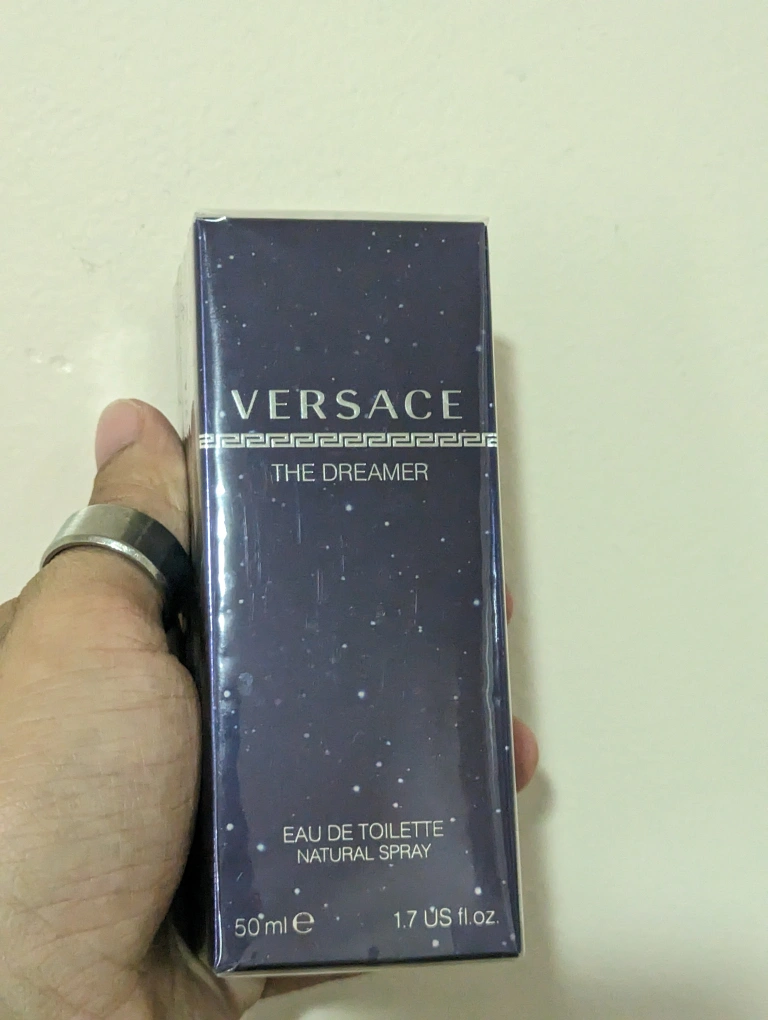 VERSACE
THE DREAMER
EAU DE TOILETTE
NATURAL SPRAY
50 ml ℮ 1.7 US fl.oz.